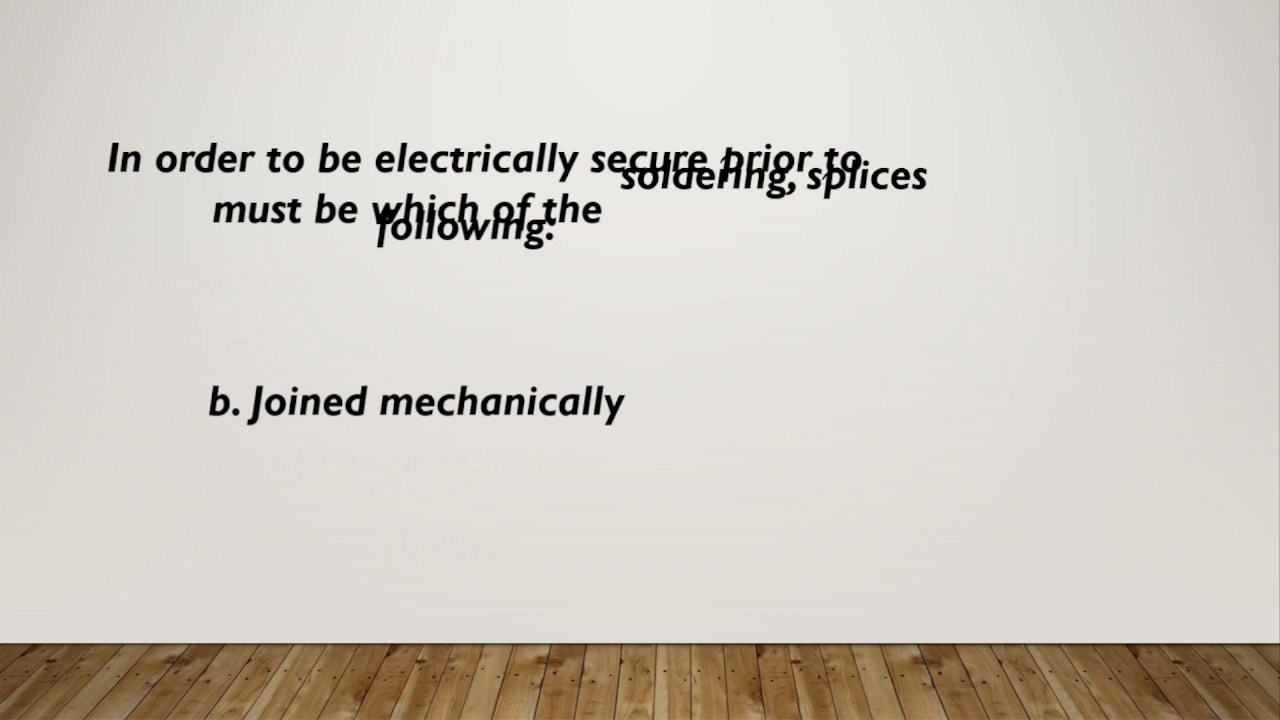 In order to be electrically secure prior to soldering, splices
must be which of the following:
b. Joined mechanically